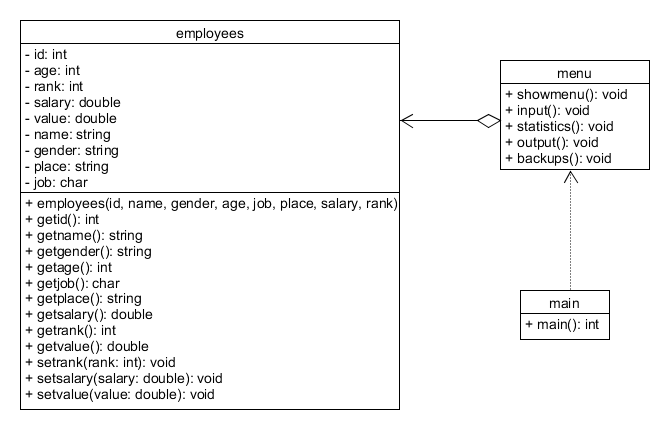 employees
- id: int
- age: int
- rank: int
- salary: double
- value: double
- name: string
- gender: string
- place: string
- job: char
+ employees(id, name, gender, age, job, place, salary, rank)
+ getid(): int
+ getname(): string
+ getgender(): string
+ getage(): int
+ getjob(): char
+ getplace(): string
+ getsalary(): double
+ getrank(): int
+ getvalue(): double
+ setrank(rank: int): void
+ setsalary(salary: double): void
+ setvalue(value: double): void
menu
+ showmenu(): void
+ input(): void
+ statistics(): void
+ output(): void
+ backups(): void
main
+ main(): int